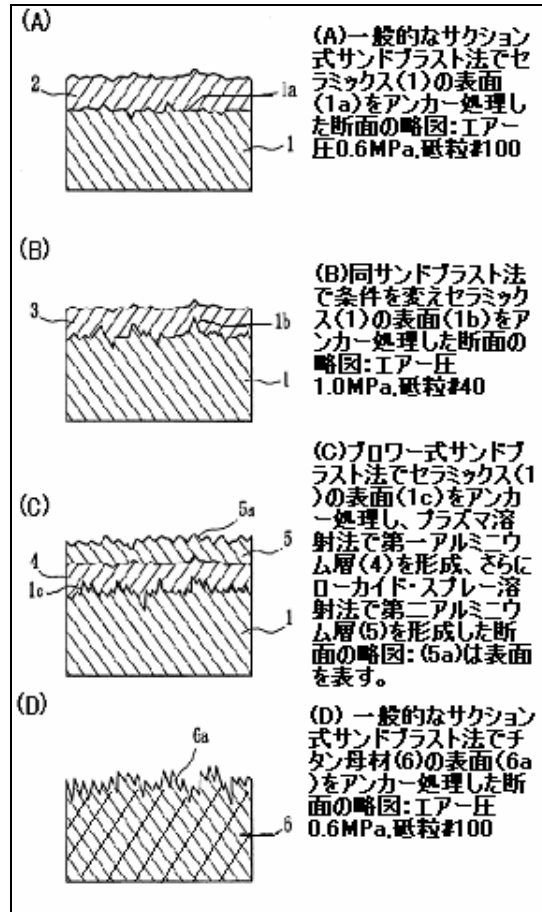 (A)
2
1a
1
(A)一般的なサクション
式サンドブラスト法でセ
ラミックス(1)の表面
(1a)をアンカー処理し
た断面の略図:エアー
圧0.6MPa,砥粒#100
(B)
3
1b
1
(B)同サンドブラスト法
で条件を変えセラミック
ス(1)の表面(1b)をア
ンカー処理した断面の
略図:エアー圧
1.0MPa,砥粒#40
(C)
5a
5
4
1c
1
(C)ブロワー式サンドブ
ラスト法でセラミックス(1
)の表面(1c)をアンカ
ー処理し、プラズマ溶
射法で第一アルミニウ
ム層(4)を形成、さらに
ローカイド・スプレー溶
射法で第二アルミニウ
ム層(5)を形成した断
面の略図:(5a)は表面
を表す。
(D)
6a
6
(D) 一般的なサクション
式サンドブラスト法でチ
タン母材(6)の表面(6a
)をアンカー処理した断
面の略図:エアー圧
0.6MPa,砥粒#100